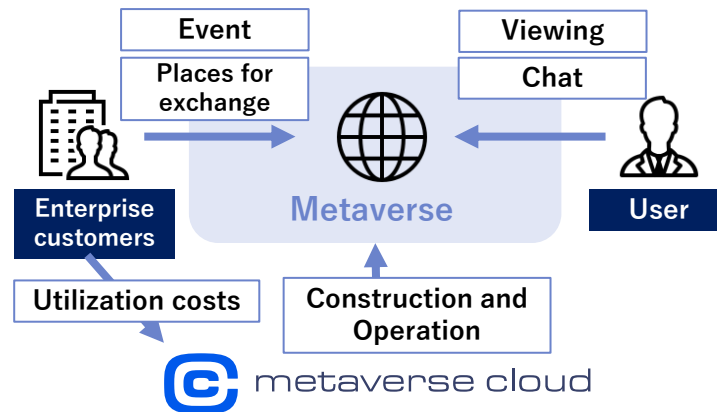 Event
Places for
exchange
Viewing
Chat
Metaverse
Enterprise
customers
User
Utilization costs
Construction and
Operation
metaverse cloud